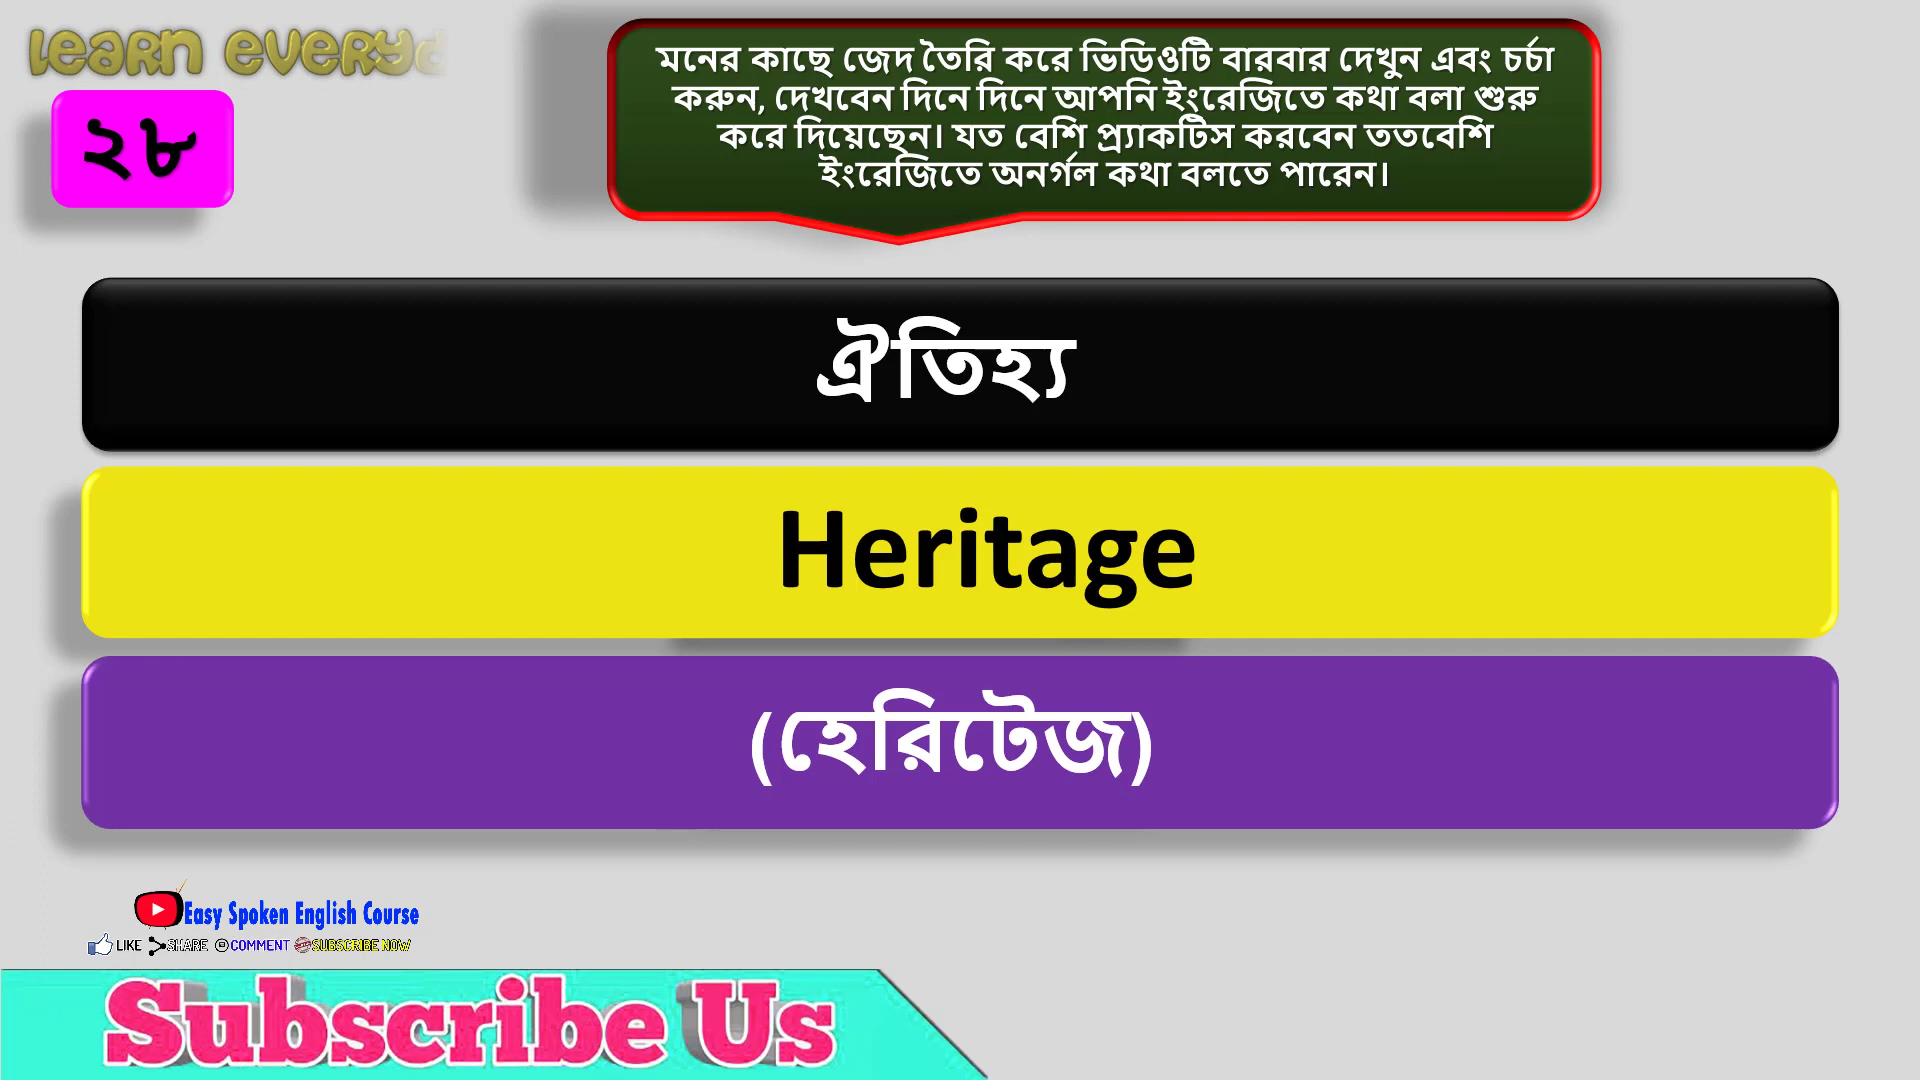 Learn every
২৮
মনের কাছে জেদ তৈরি করে ভিডিওটি বারবার দেখুন এবং চর্চা
করুন, দেখবেন দিনে দিনে আপনি ইংরেজিতে কথা বলা শুরু
করে দিয়েছেন। যত বেশি প্র্যাকটিস করবেন ততবেশি
ইংরেজিতে অনর্গল কথা বলতে পারেন।
ঐতিহ্য
Heritage
(হেরিটেজ)
Easy Spoken English Course
LIKE SHARE COMMENT SUBSCRIBE NOW
Subscribe Us